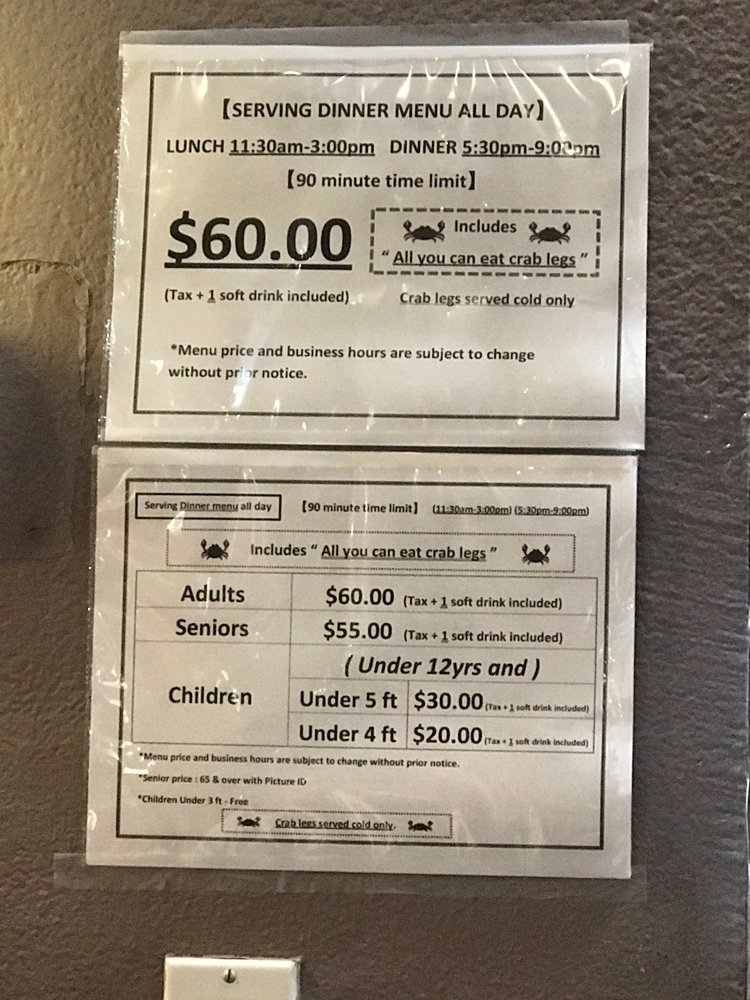 【SERVING DINNER MENU ALL DAY】
LUNCH 11:30am-3:00pm DINNER 5:30pm-9:00pm
【90 minute time limit】
$60.00
Includes
“ All you can eat crab legs ”
(Tax + 1 soft drink included)
Crab legs served cold only
*Menu price and business hours are subject to change
without prior notice.
Serving Dinner menu all day 【90 minute time limit】 (11:30am-3:00pm) (5:30pm-9:00pm)
Includes “ All you can eat crab legs ”
Adults $60.00 (Tax + 1 soft drink included)
Seniors $55.00 (Tax + 1 soft drink included)
( Under 12yrs and )
Children
Under 5 ft $30.00 (Tax + 1 soft drink included)
Under 4 ft $20.00 (Tax + 1 soft drink included)
*Menu price and business hours are subject to change without prior notice.
*Senior price : 65 & over with Picture ID
*Children Under 3 ft - Free
Crab legs served cold only.